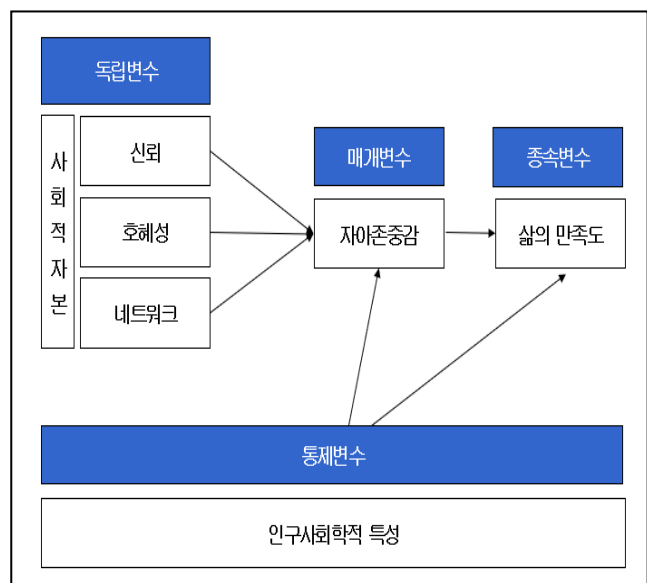 독립변수
사회적자본
신뢰
호혜성
네트워크
매개변수
자아존중감
종속변수
삶의 만족도
통제변수
인구사회학적 특성